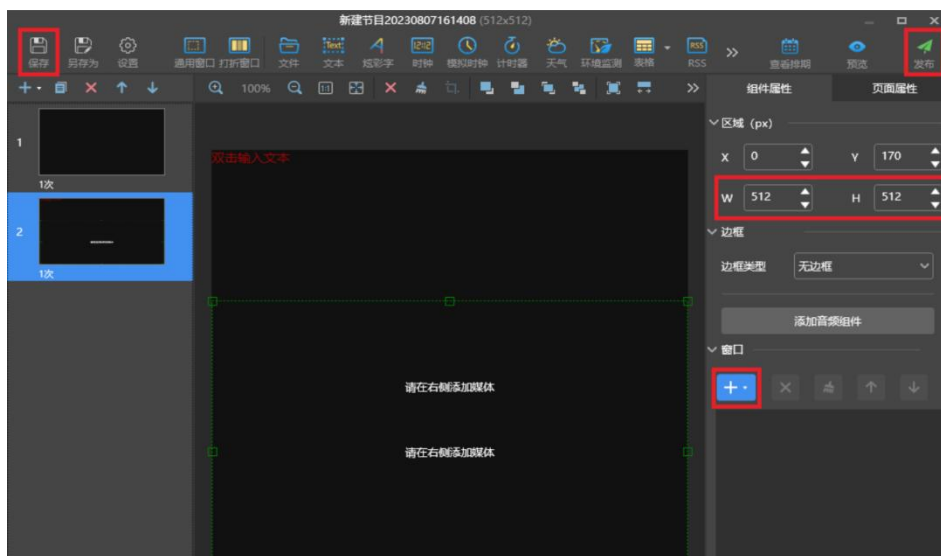 新建节目20230807161408 (512x512)
保存 另存为 设置 通用窗口 打折窗口 文件 文本 炫彩字 时钟 模拟时钟 计时器 天气 环境监测 表格 RSS 查看排期 预览 发布
Text 12:12 RSS
100% 1:1 组件属性 页面属性
区域 (px)
1
双击输入文本
X 0 Y 170
1次
W 512 H 512
2
边框
1次
边框类型 无边框
添加音频组件
窗口
请在右侧添加媒体
请在右侧添加媒体